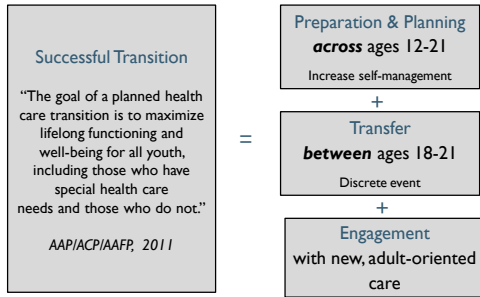 Successful Transition
“The goal of a planned health
care transition is to maximize
lifelong functioning and
well-being for all youth,
including those who have
special health care
needs and those who do not.”
AAP/ACP/AAFP, 2011
=
Preparation & Planning
across ages 12-21
Increase self-management
+
Transfer
between ages 18-21
Discrete event
+
Engagement
with new, adult-oriented
care